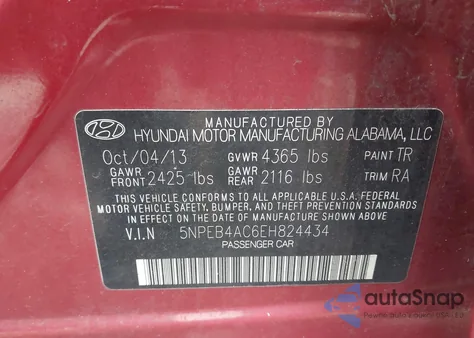 MANUFACTURED BY
HYUNDAI MOTOR MANUFACTURING ALABAMA, LLC
Oct/04/13 GVWR 4365 lbs PAINT TR
GAWR FRONT 2425 lbs GAWR REAR 2116 lbs TRIM RA
THIS VEHICLE CONFORMS TO ALL APPLICABLE U.S.A. FEDERAL
MOTOR VEHICLE SAFETY, BUMPER, AND THEFT PREVENTION STANDARDS
IN EFFECT ON THE DATE OF MANUFACTURE SHOWN ABOVE.
V.I.N 5NPEB4AC6EH824434
PASSENGER CAR
autoSnap